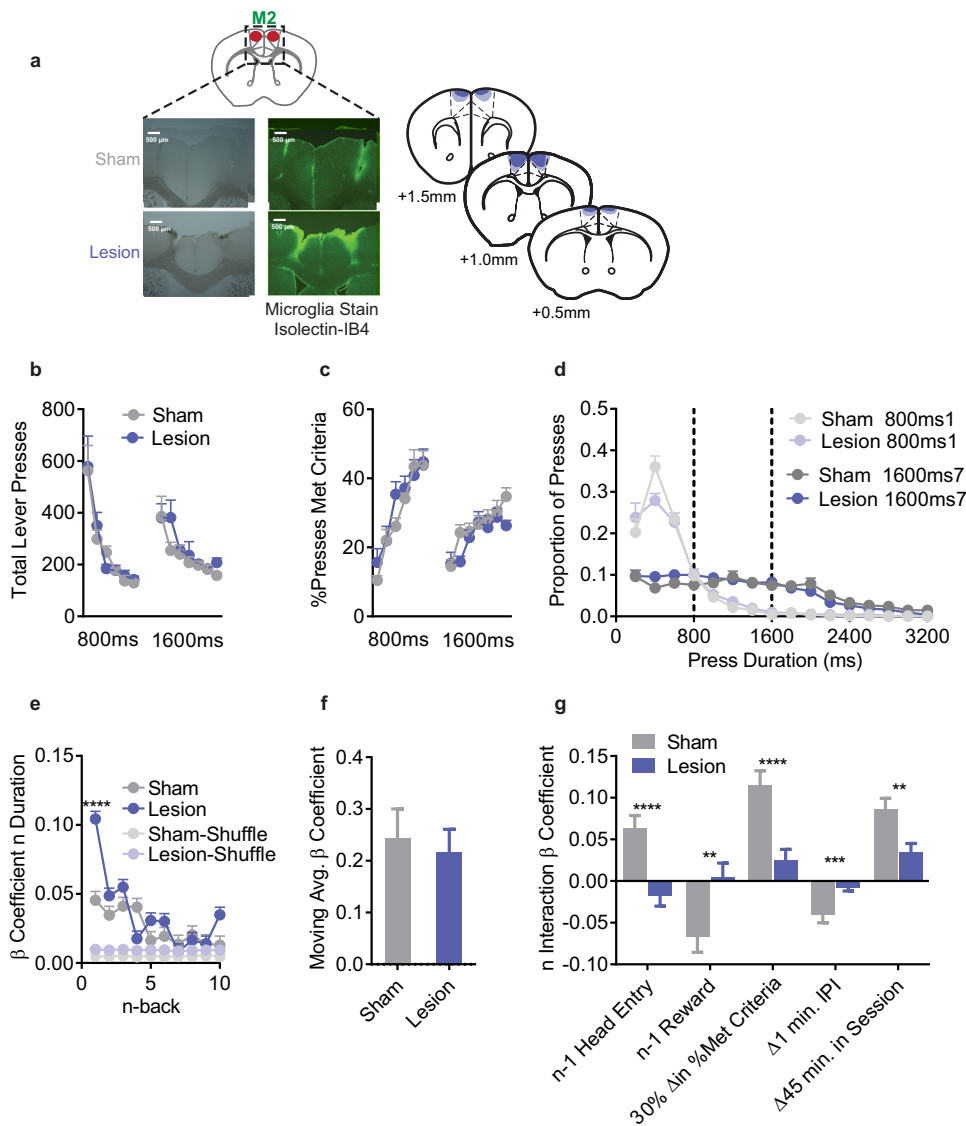 a
M2
500 µm
500 µm
Sham
500 µm
500 µm
Lesion
Microglia Stain
Isolectin-IB4
+1.5mm
+1.0mm
+0.5mm
b
Total Lever Presses
800
600
400
200
0
Sham
Lesion
800ms
1600ms
c
%Presses Met Criteria
60
40
20
0
800ms
1600ms
d
Proportion of Presses
0.5
0.4
0.3
0.2
0.1
0.0
Sham 800ms1
Lesion 800ms1
Sham 1600ms7
Lesion 1600ms7
0 800 1600 2400 3200
Press Duration (ms)
e
β Coefficient n Duration
0.15
0.10
0.05
0.00
****
Sham
Lesion
Sham-Shuffle
Lesion-Shuffle
0 5 10
n-back
f
Moving Avg. β Coefficient
0.4
0.3
0.2
0.1
0.0
Sham
Lesion
g
n Interaction β Coefficient
0.15
0.10
0.05
0.00
-0.05
-0.10
Sham
Lesion
****
**
****
***
**
n-1 Head Entry
n-1 Reward
30% Δin %Met Criteria
Δ1 min. IPI
Δ45 min. in Session